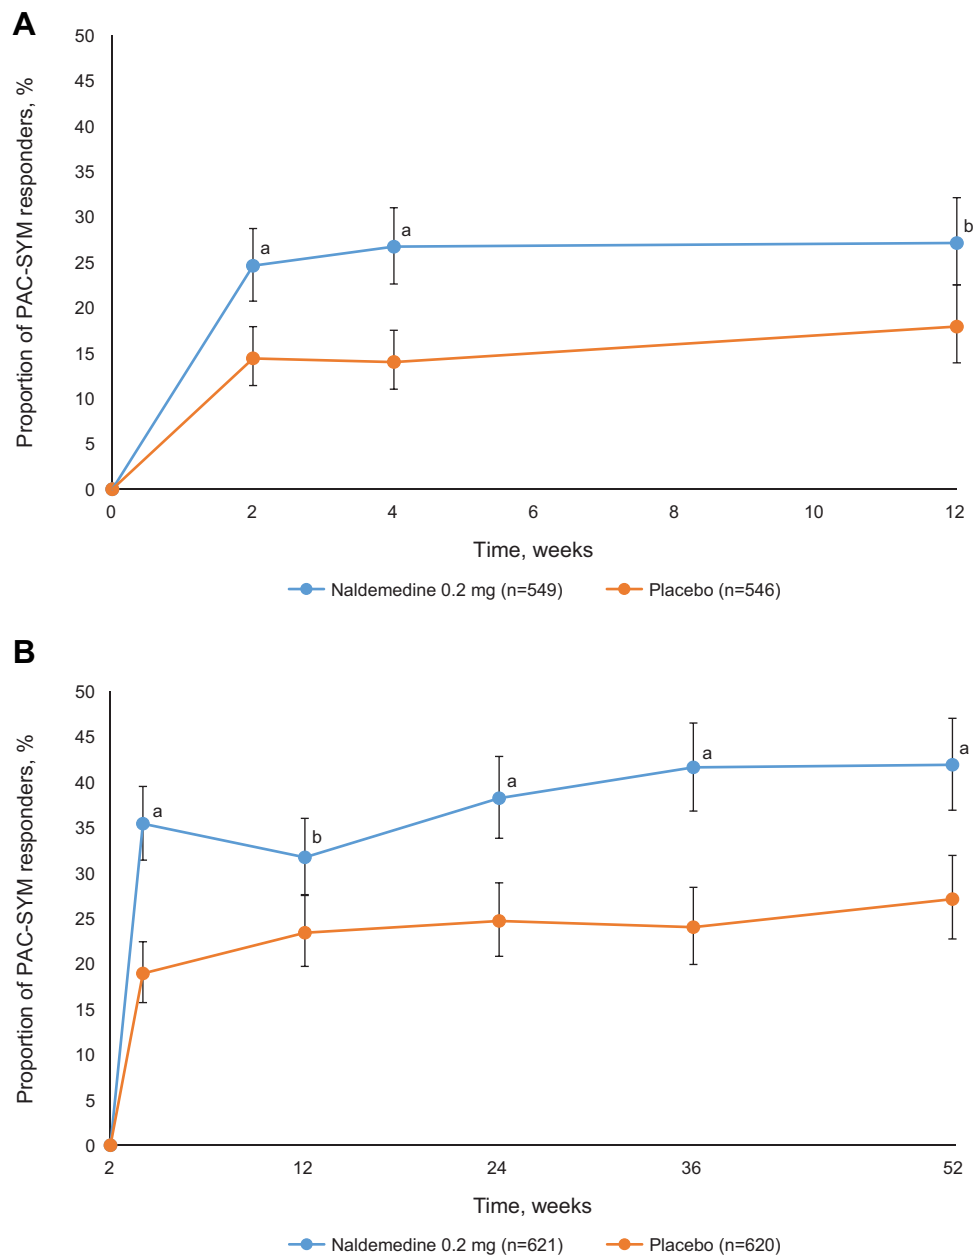 A
Proportion of PAC-SYM responders, %
50
45
40
35
30
25
20
15
10
5
0
a
a
b
0 2 4 6 8 10 12
Time, weeks
Naldemedine 0.2 mg (n=549) Placebo (n=546)
B
Proportion of PAC-SYM responders, %
50
45
40
35
30
25
20
15
10
5
0
a
b
a
a
a
2 12 24 36 52
Time, weeks
Naldemedine 0.2 mg (n=621) Placebo (n=620)